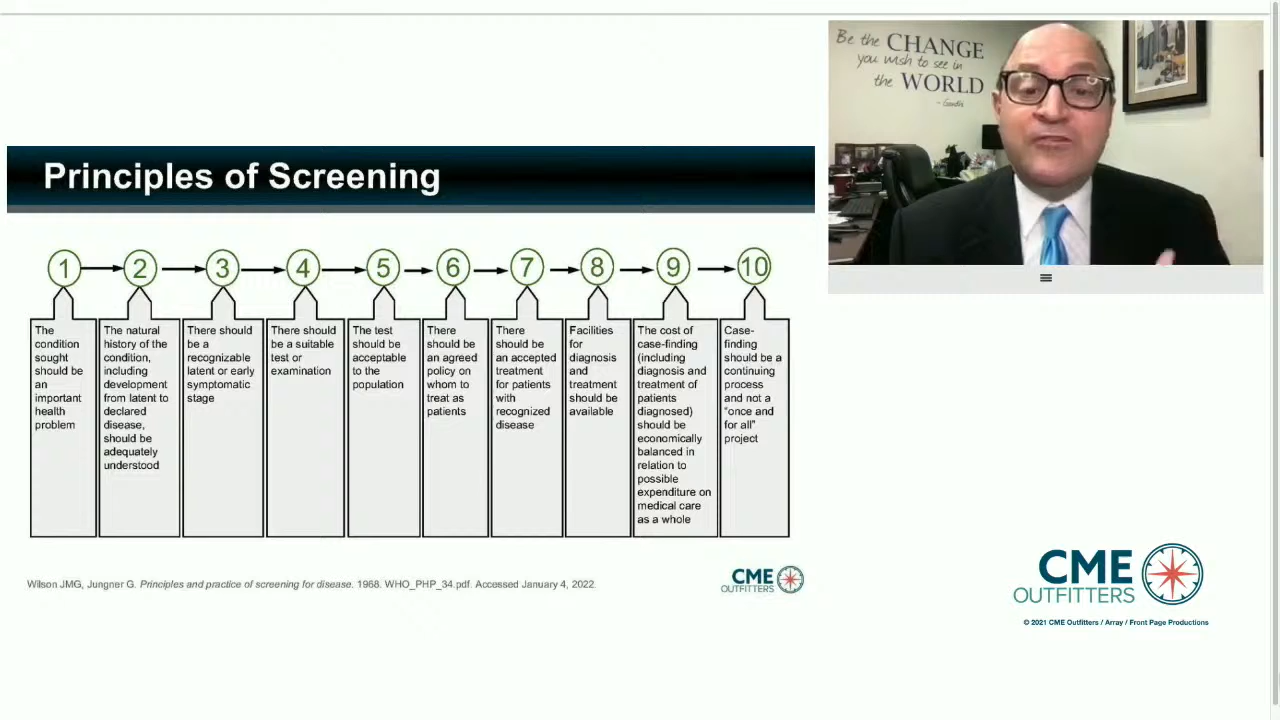 Be the CHANGE
you wish to see in
the WORLD
- Gandhi
Principles of Screening
1
2
3
4
5
6
7
8
9
10
The
condition
sought
should be
an
important
health
problem
The natural
history of the
condition,
including
development
from latent to
declared
disease,
should be
adequately
understood
There should
be a
recognizable
latent or early
symptomatic
stage
There should
be a suitable
test or
examination
The test
should be
acceptable
to the
population
There
should be
an agreed
policy on
whom to
treat as
patients
There
should be
an accepted
treatment
for patients
with
recognized
disease
Facilities
for
diagnosis
and
treatment
should be
available
The cost of
case-finding
(including
diagnosis and
treatment of
patients
diagnosed)
should be
economically
balanced in
relation to
possible
expenditure on
medical care
as a whole
Case-
finding
should be a
continuing
process
and not a
"once and
for all"
project
Wilson JMG, Jungner G. Principles and practice of screening for disease. 1968. WHO_PHP_34.pdf. Accessed January 4, 2022.
CME
OUTFITTERS
CME
OUTFITTERS
© 2021 CME Outfitters / Array / Front Page Productions